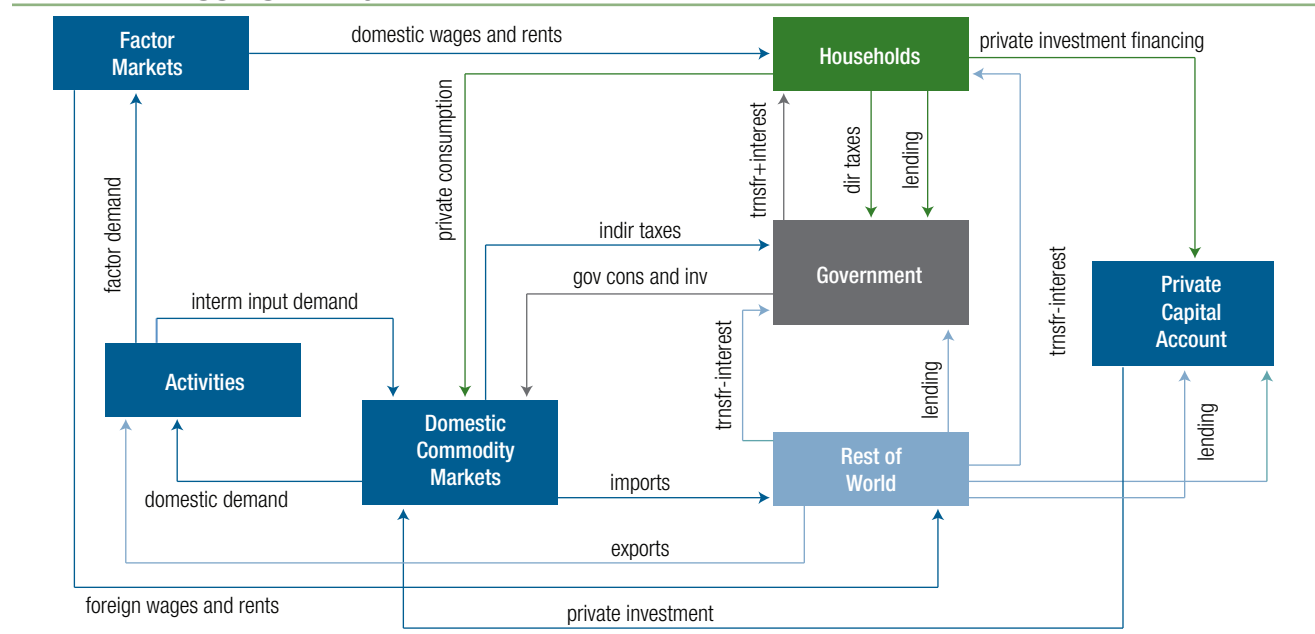 Factor
Markets
domestic wages and rents
Households
private investment financing
private consumption
trnsfr+interest
dir taxes
lending
factor demand
indir taxes
Government
gov cons and inv
trnsfr-interest
Private
Capital
Account
interm input demand
trnsfr-interest
lending
Activities
Domestic
Commodity
Markets
Rest of
World
lending
imports
domestic demand
exports
foreign wages and rents
private investment